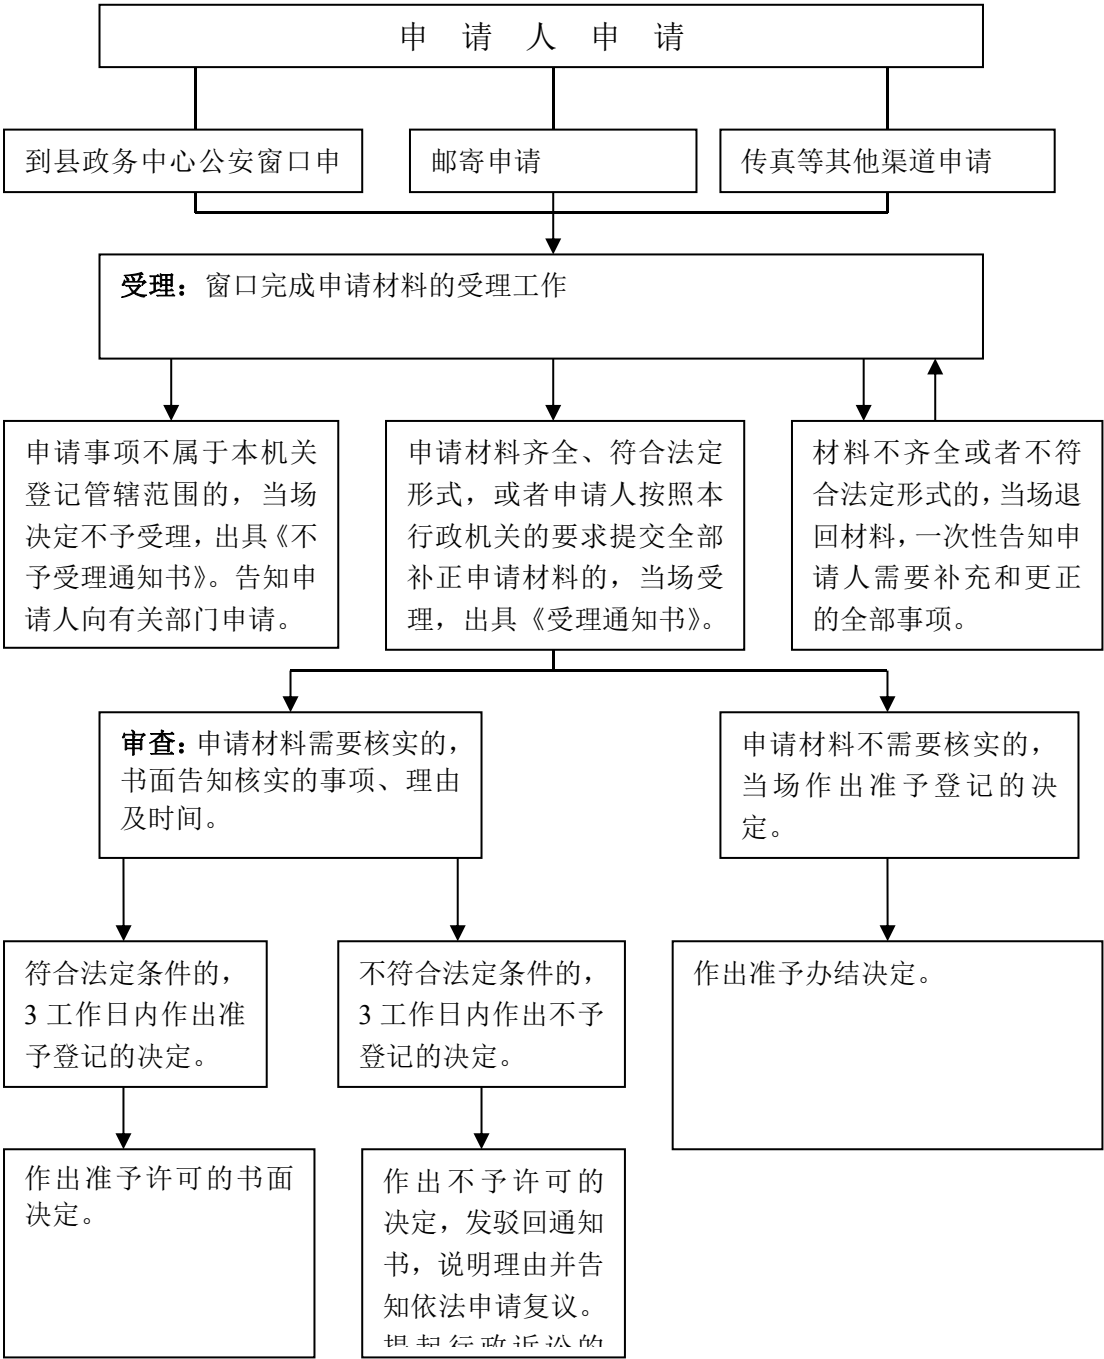 申 请 人 申 请
到县政务中心公安窗口申
邮寄申请
传真等其他渠道申请
受理：窗口完成申请材料的受理工作
申请事项不属于本机关
登记管辖范围的，当场
决定不予受理，出具《不
予受理通知书》。告知申
请人向有关部门申请。
申请材料齐全、符合法定
形式，或者申请人按照本
行政机关的要求提交全部
补正申请材料的，当场受
理，出具《受理通知书》。
材料不齐全或者不符
合法定形式的，当场退
回材料，一次性告知申
请人需要补充和更正
的全部事项。
审查：申请材料需要核实的，
书面告知核实的事项、理由
及时间。
申请材料不需要核实的，
当场作出准予登记的决
定。
符合法定条件的，
3 工作日内作出准
予登记的决定。
不符合法定条件的，
3 工作日内作出不予
登记的决定。
作出准予办结决定。
作出准予许可的书面
决定。
作出不予许可的
决定，发驳回通知
书，说明理由并告
知依法申请复议。
提起行政诉讼的